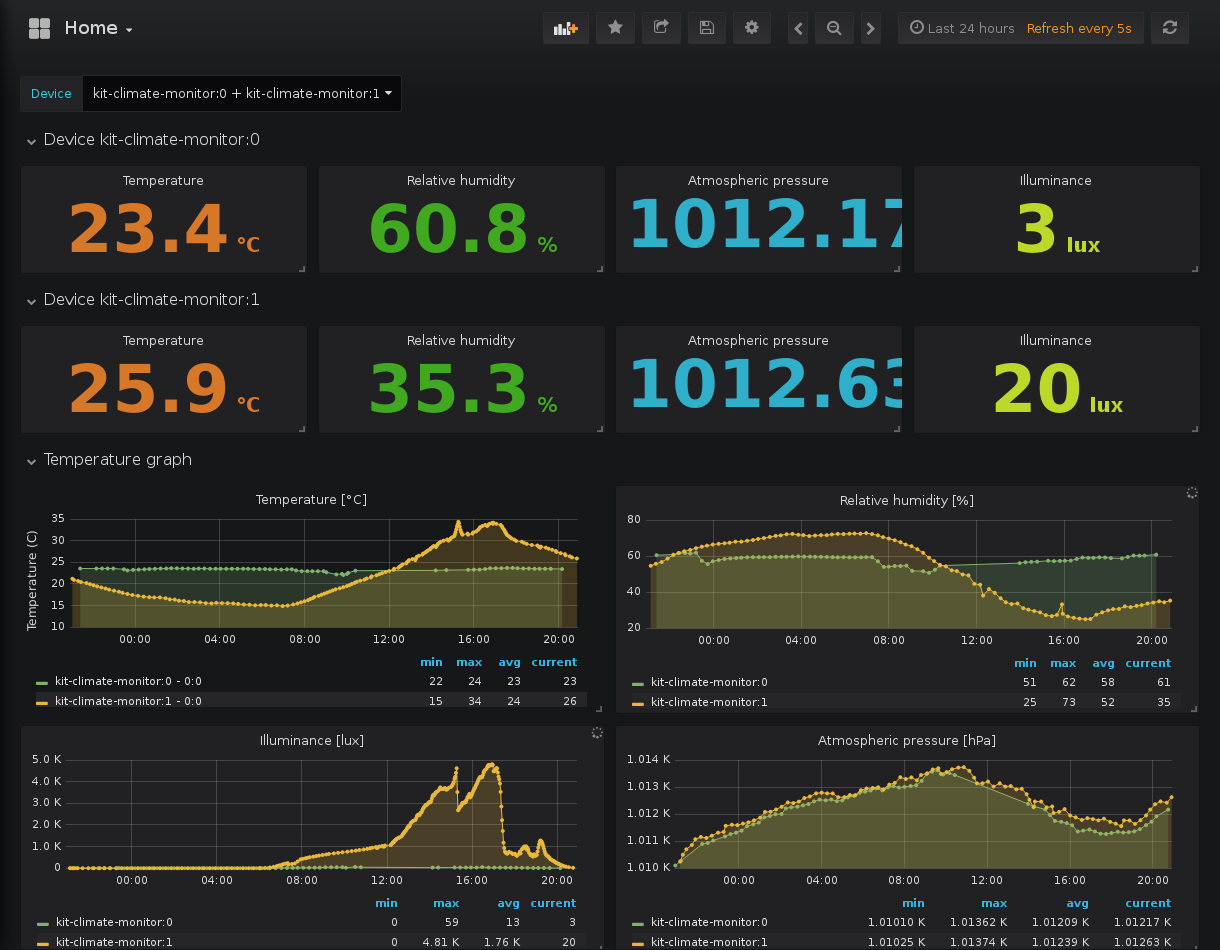 Home
Last 24 hours Refresh every 5s
Device kit-climate-monitor:0 + kit-climate-monitor:1
Device kit-climate-monitor:0
Temperature Relative humidity Atmospheric pressure Illuminance
23.4 °C 60.8 % 1012.17 3 lux
Device kit-climate-monitor:1
Temperature Relative humidity Atmospheric pressure Illuminance
25.9 °C 35.3 % 1012.63 20 lux
Temperature graph
Temperature [°C]
Temperature (C)
35
30
25
20
15
10
00:00 04:00 08:00 12:00 16:00 20:00
min max avg current
kit-climate-monitor:0 - 0:0 22 24 23 23
kit-climate-monitor:1 - 0:0 15 34 24 26
Relative humidity [%]
80
60
40
20
00:00 04:00 08:00 12:00 16:00 20:00
min max avg current
kit-climate-monitor:0 51 62 58 61
kit-climate-monitor:1 25 73 52 35
Illuminance [lux]
5.0 K
4.0 K
3.0 K
2.0 K
1.0 K
0
00:00 04:00 08:00 12:00 16:00 20:00
min max avg current
kit-climate-monitor:0 0 59 13 3
kit-climate-monitor:1 0 4.81 K 1.76 K 20
Atmospheric pressure [hPa]
1.014 K
1.013 K
1.012 K
1.011 K
1.010 K
00:00 04:00 08:00 12:00 16:00 20:00
min max avg current
kit-climate-monitor:0 1.01010 K 1.01362 K 1.01209 K 1.01217 K
kit-climate-monitor:1 1.01025 K 1.01374 K 1.01239 K 1.01263 K